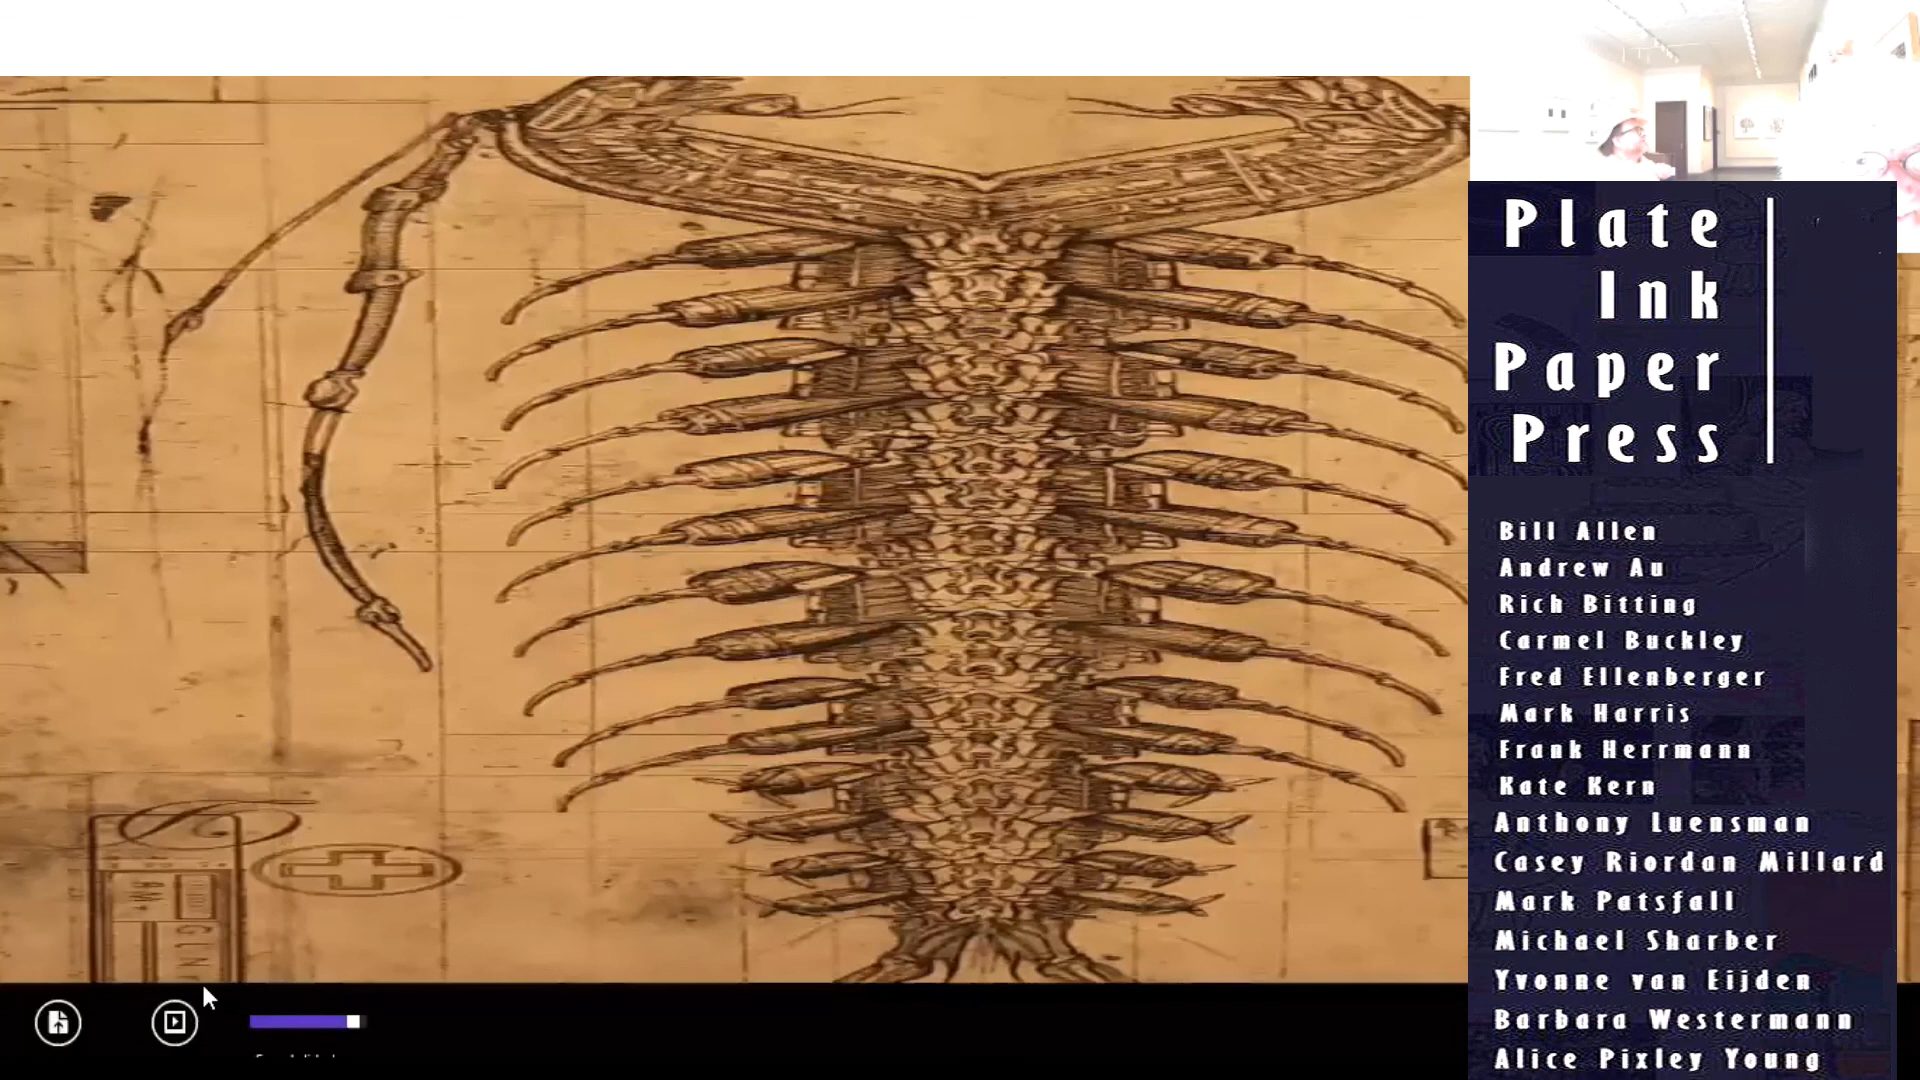 Plate
Ink
Paper
Press
Bill Allen
Andrew Au
Rich Bitting
Carmel Buckley
Fred Ellenberger
Mark Harris
Frank Herrmann
Kate Kern
Anthony Luensman
Casey Riordan Millard
Mark Patsfall
Michael Sharber
Yvonne van Eijden
Barbara Westermann
Alice Pixley Young